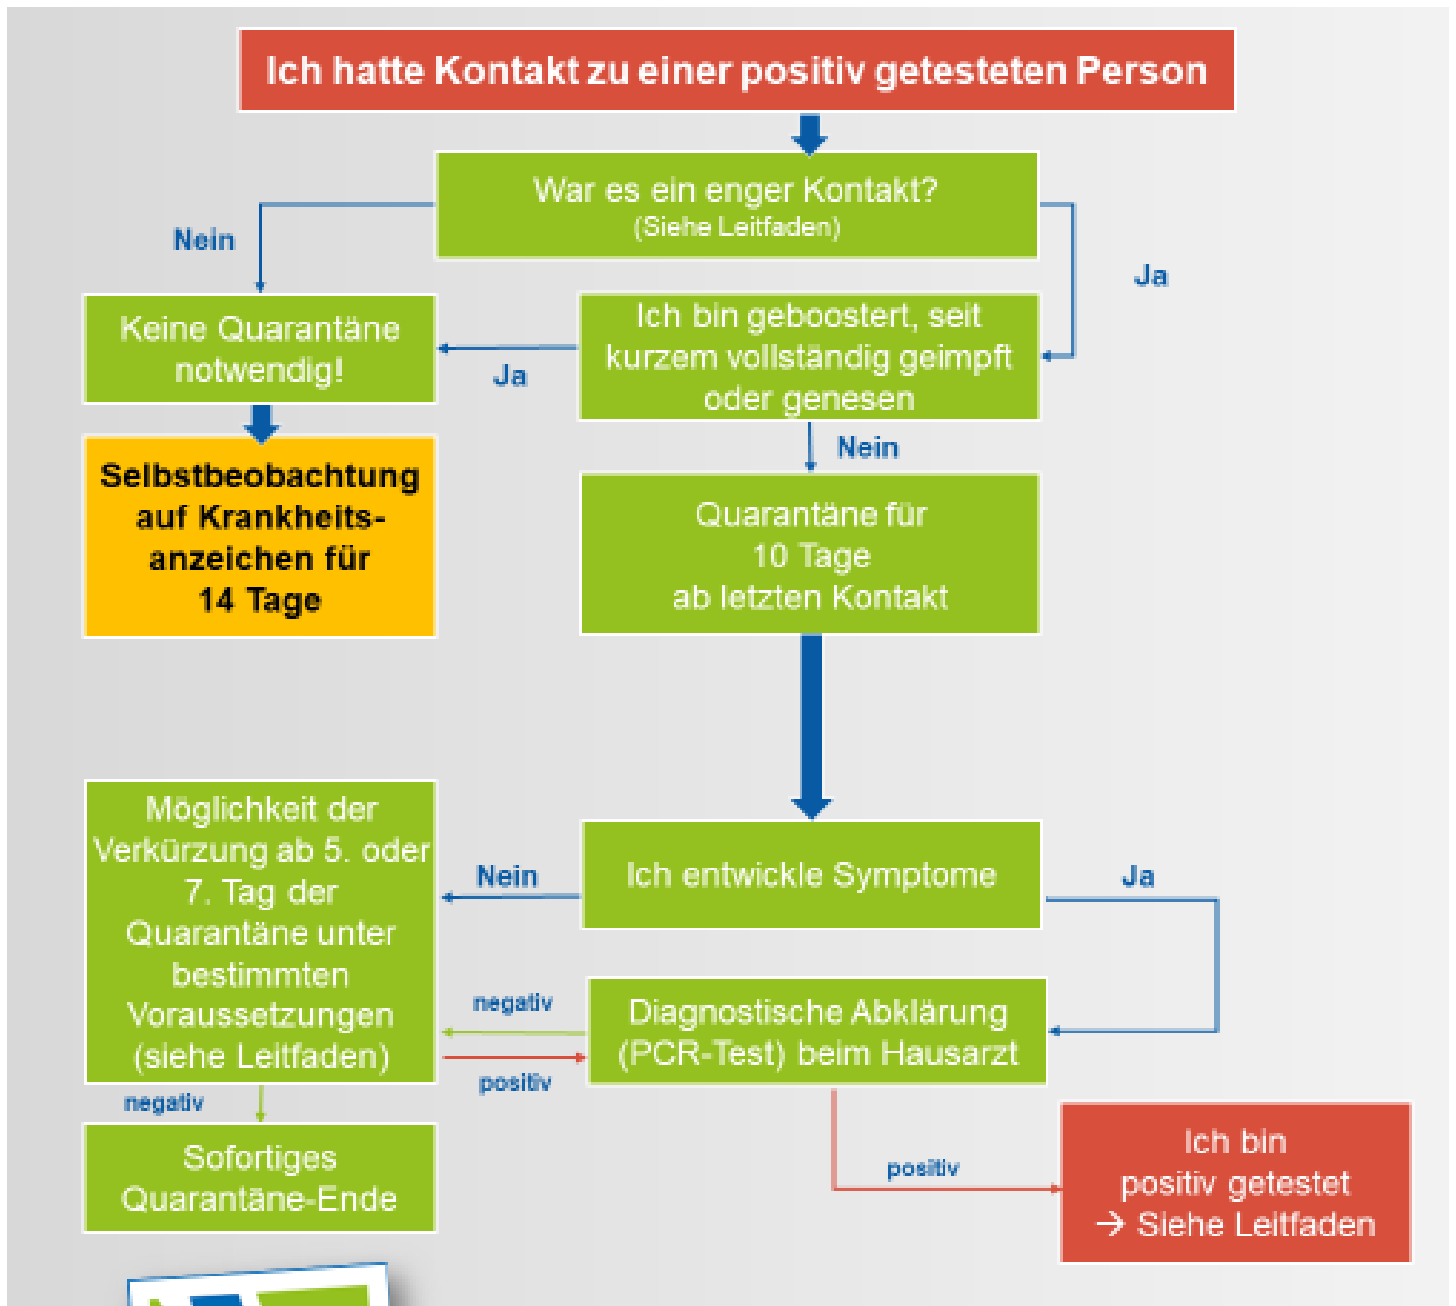 Ich hatte Kontakt zu einer positiv getesteten Person
War es ein enger Kontakt?
(Siehe Leitfaden)
Nein
Ja
Keine Quarantäne
notwendig!
Ja
Ich bin geboostert, seit
kurzem vollständig geimpft
oder genesen
Nein
Selbstbeobachtung
auf Krankheits-
anzeichen für
14 Tage
Quarantäne für
10 Tage
ab letzten Kontakt
Ich entwickle Symptome
Nein
Ja
Möglichkeit der
Verkürzung ab 5. oder
7. Tag der
Quarantäne unter
bestimmten
Voraussetzungen
(siehe Leitfaden)
negativ
positiv
Diagnostische Abklärung
(PCR-Test) beim Hausarzt
negativ
Sofortiges
Quarantäne-Ende
positiv
Ich bin
positiv getestet
→ Siehe Leitfaden